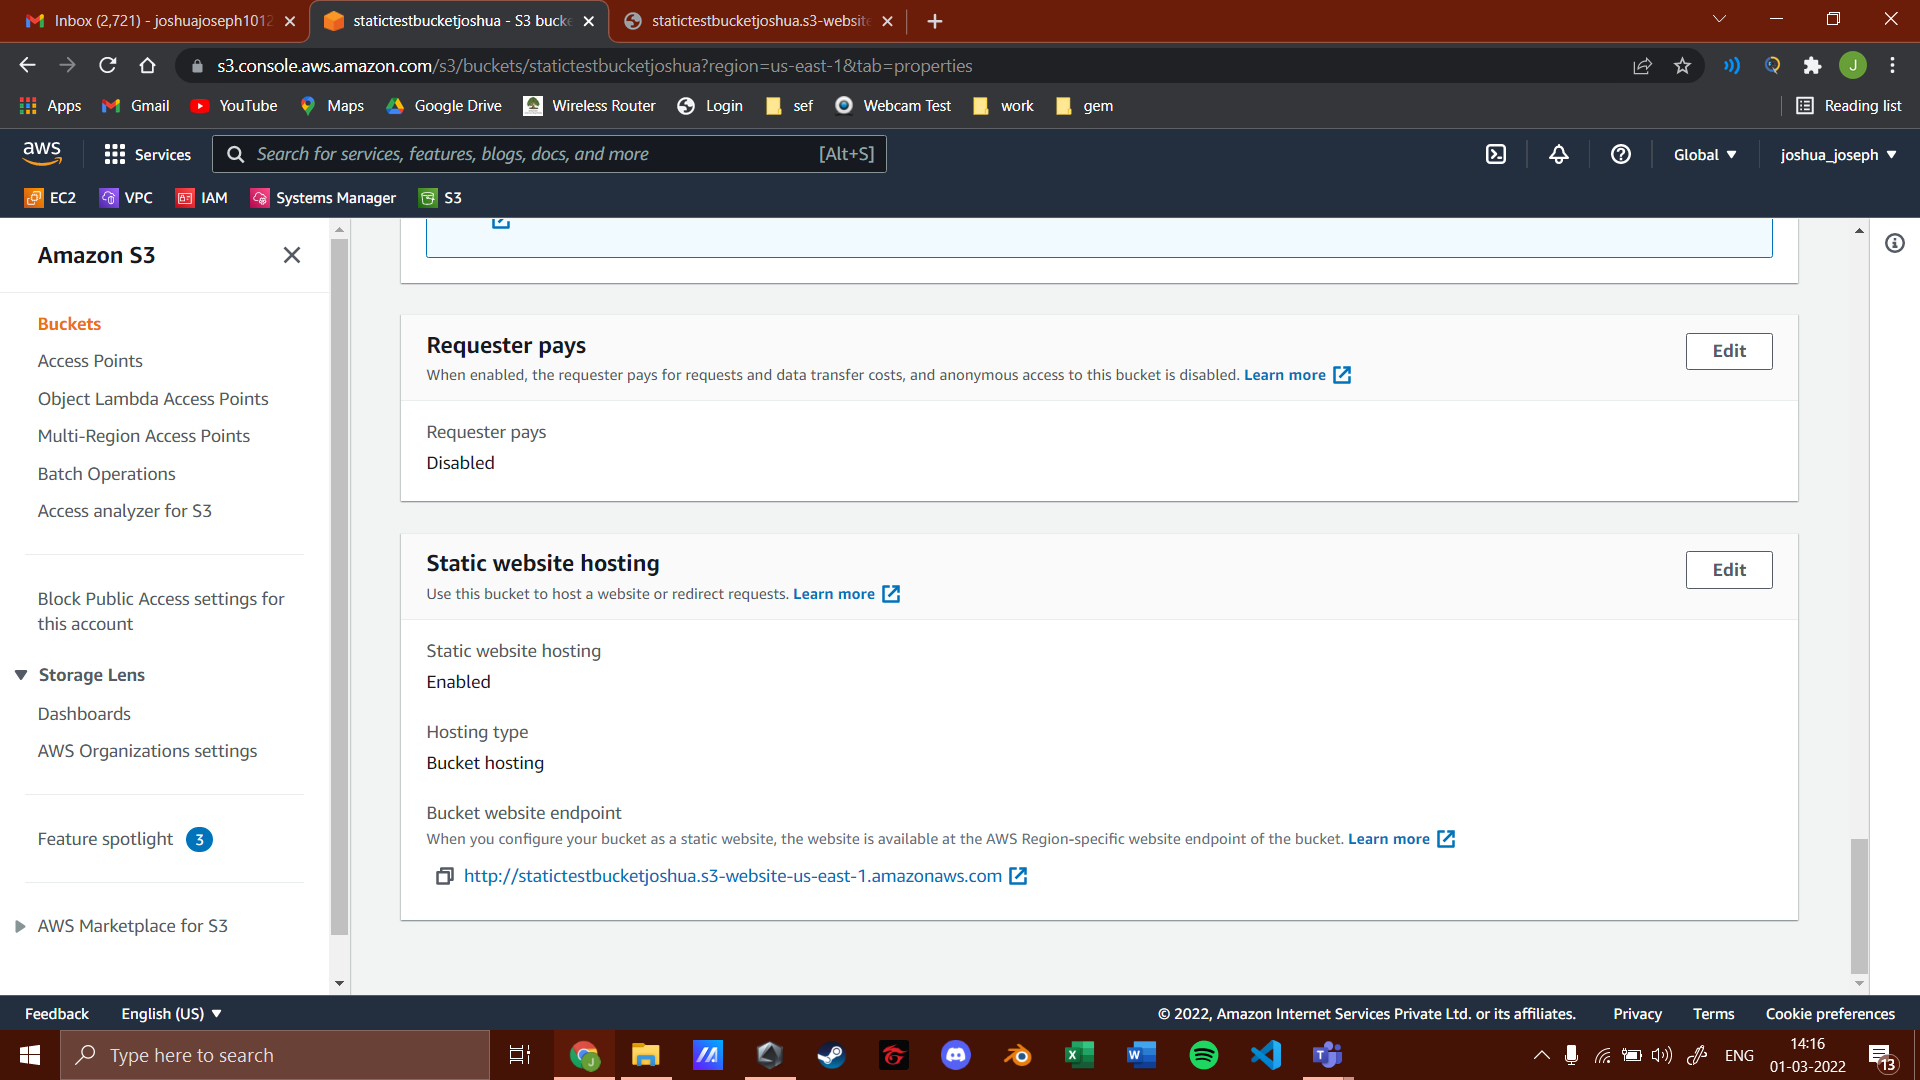 Inbox (2,721) - joshuajoseph1012
statictestbucketjoshua - S3 bucke
statictestbucketjoshua.s3-website
s3.console.aws.amazon.com/s3/buckets/statictestbucketjoshua?region=us-east-1&tab=properties
J
Apps
Gmail
YouTube
Maps
Google Drive
Wireless Router
Login
sef
Webcam Test
work
gem
Reading list
aws
Services
Search for services, features, blogs, docs, and more
[Alt+S]
Global
joshua_joseph
EC2
VPC
IAM
Systems Manager
S3
Amazon S3
Buckets
Access Points
Object Lambda Access Points
Multi-Region Access Points
Batch Operations
Access analyzer for S3
Block Public Access settings for
this account
Storage Lens
Dashboards
AWS Organizations settings
Feature spotlight 3
AWS Marketplace for S3
Requester pays
Edit
When enabled, the requester pays for requests and data transfer costs, and anonymous access to this bucket is disabled. Learn more
Requester pays
Disabled
Static website hosting
Edit
Use this bucket to host a website or redirect requests. Learn more
Static website hosting
Enabled
Hosting type
Bucket hosting
Bucket website endpoint
When you configure your bucket as a static website, the website is available at the AWS Region-specific website endpoint of the bucket. Learn more
http://statictestbucketjoshua.s3-website-us-east-1.amazonaws.com
Feedback
English (US)
© 2022, Amazon Internet Services Private Ltd. or its affiliates.
Privacy
Terms
Cookie preferences
Type here to search
ENG
14:16
01-03-2022
13